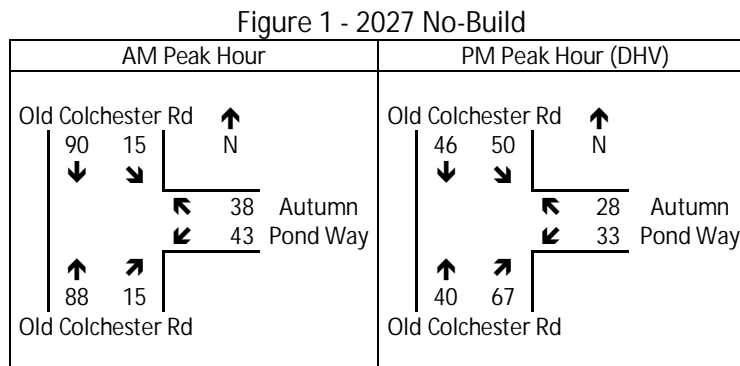 Figure 1 - 2027 No-Build
AM Peak Hour
Old Colchester Rd
N
90 15
38 Autumn
43 Pond Way
88 15
Old Colchester Rd
PM Peak Hour (DHV)
Old Colchester Rd
N
46 50
28 Autumn
33 Pond Way
40 67
Old Colchester Rd